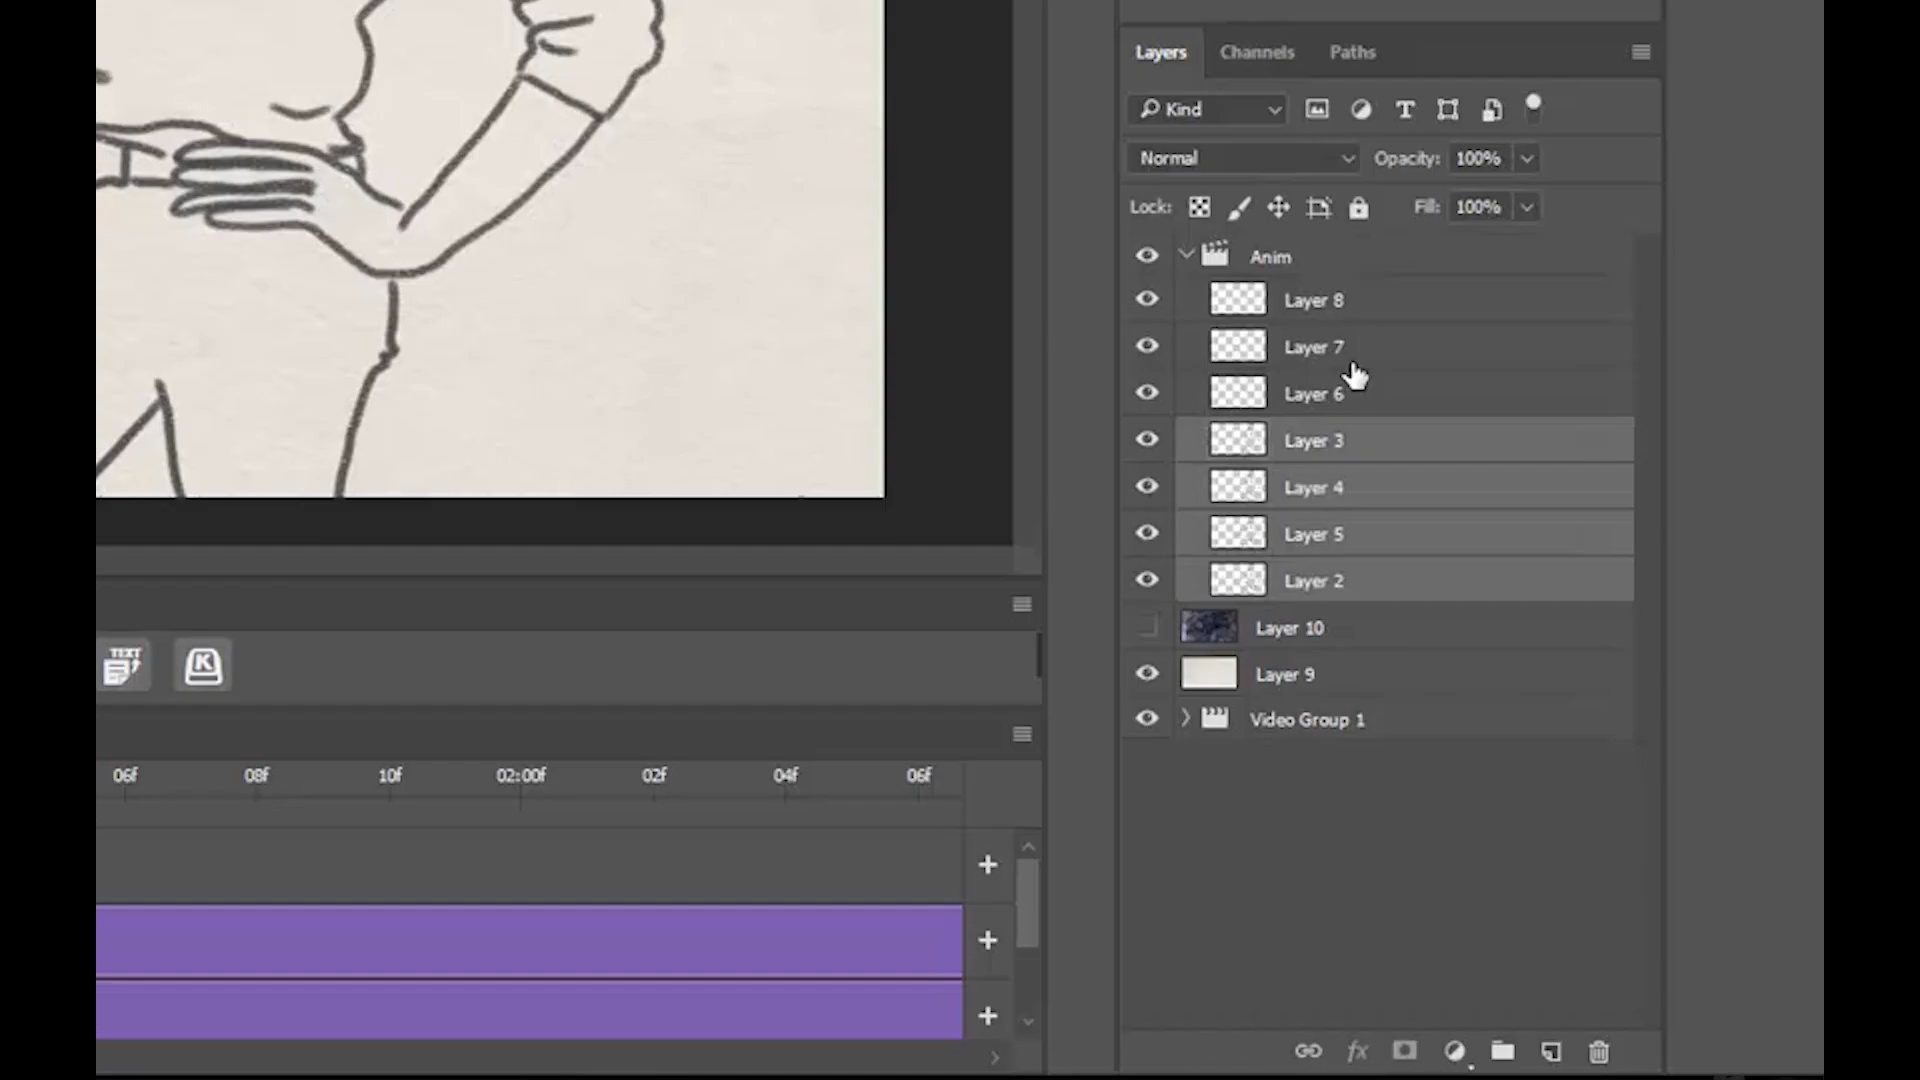 Layers Channels Paths
Kind
Normal Opacity: 100%
Lock: Fill: 100%
Anim
Layer 8
Layer 7
Layer 6
Layer 3
Layer 4
Layer 5
Layer 2
Layer 10
Layer 9
Video Group 1
TEXT
K
06f 08f 10f 02:00f 02f 04f 06f
fx